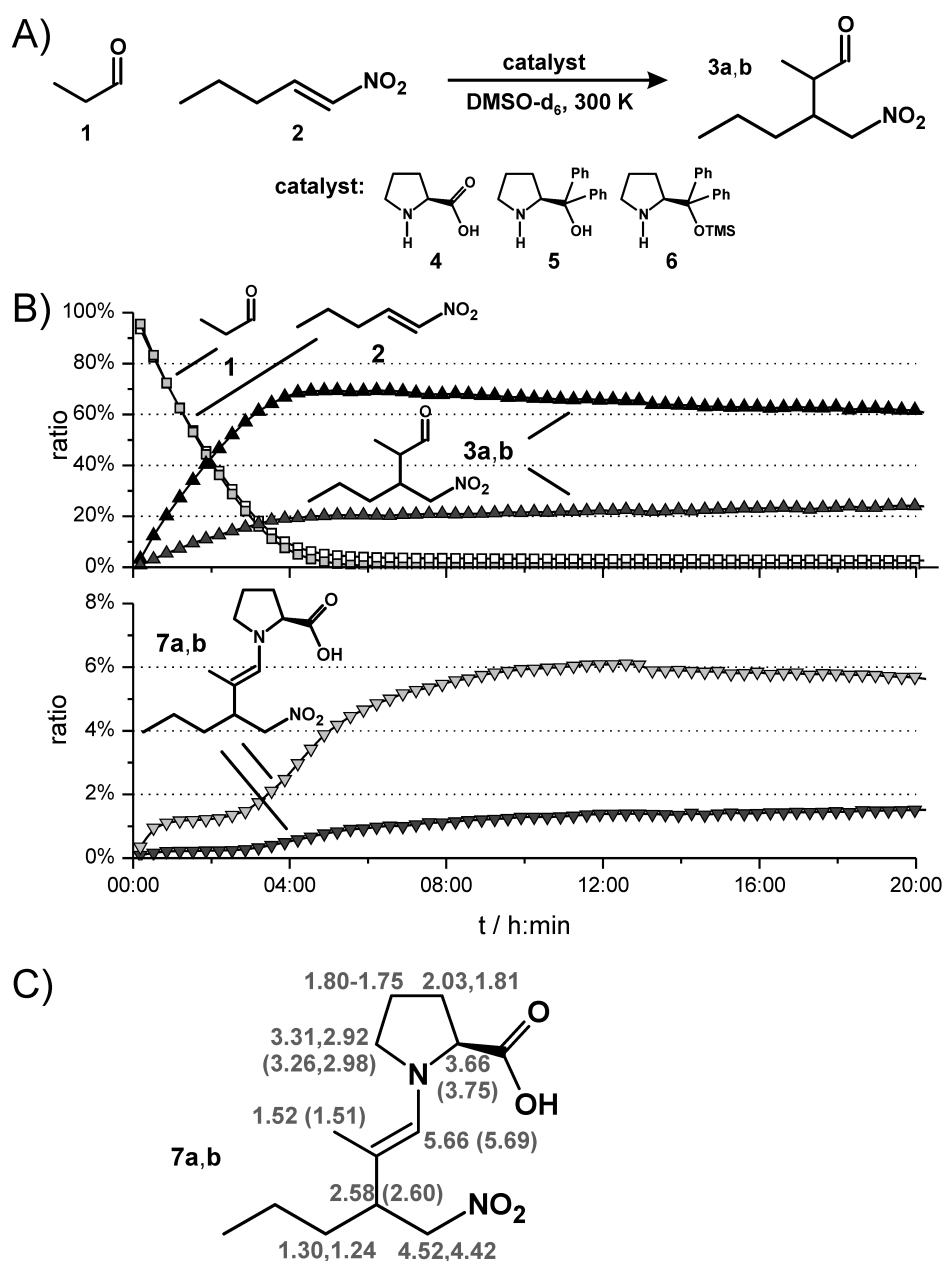 A)
O
1
NO2
2
catalyst
DMSO-d6, 300 K
3a,b
O
NO2
catalyst:
N
H
O
OH
4
Ph
Ph
N
H
OH
5
Ph
Ph
N
H
OTMS
6
B)
100%
80%
60%
40%
20%
0%
ratio
O
1
NO2
2
O
3a,b
NO2
8%
6%
4%
2%
0%
ratio
7a,b
N
O
OH
NO2
00:00 04:00 08:00 12:00 16:00 20:00
t / h:min
C)
1.80-1.75 2.03,1.81
O
3.31,2.92
(3.26,2.98)
N
3.66
(3.75)
OH
1.52 (1.51)
5.66 (5.69)
7a,b
2.58 (2.60)
NO2
1.30,1.24 4.52,4.42